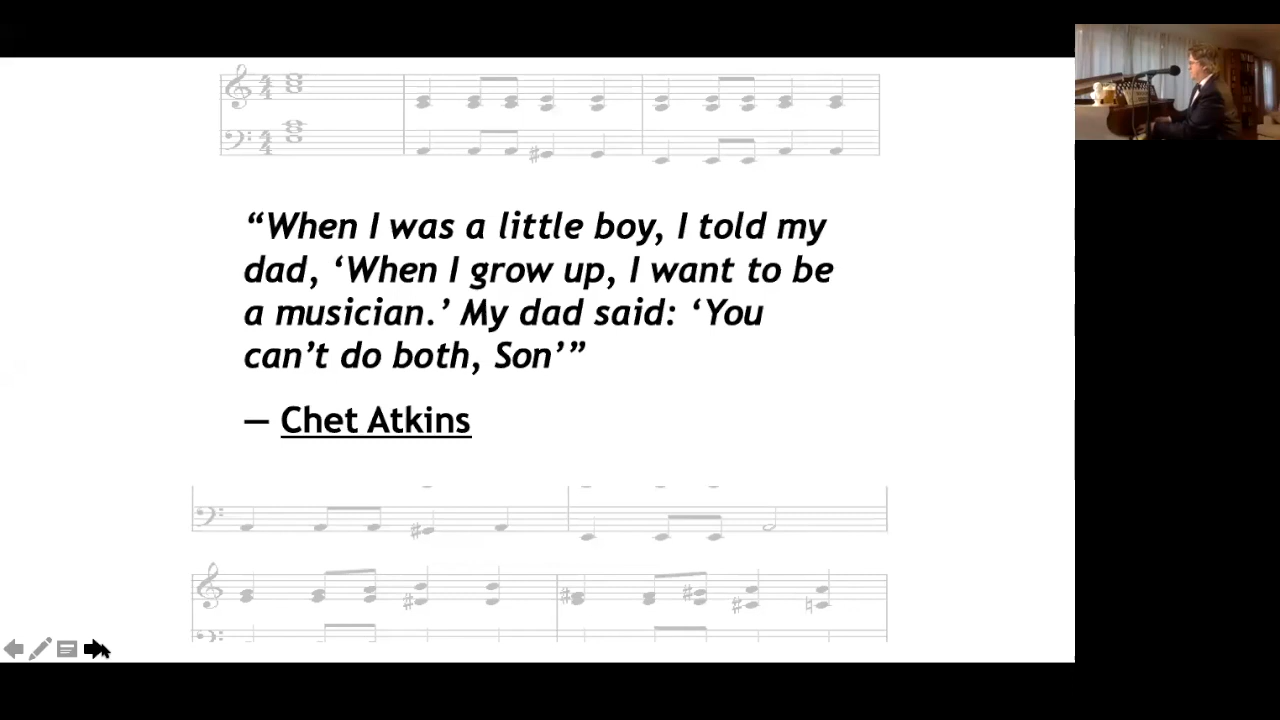 “When I was a little boy, I told my
dad, ‘When I grow up, I want to be
a musician.’ My dad said: ‘You
can’t do both, Son’”
— Chet Atkins